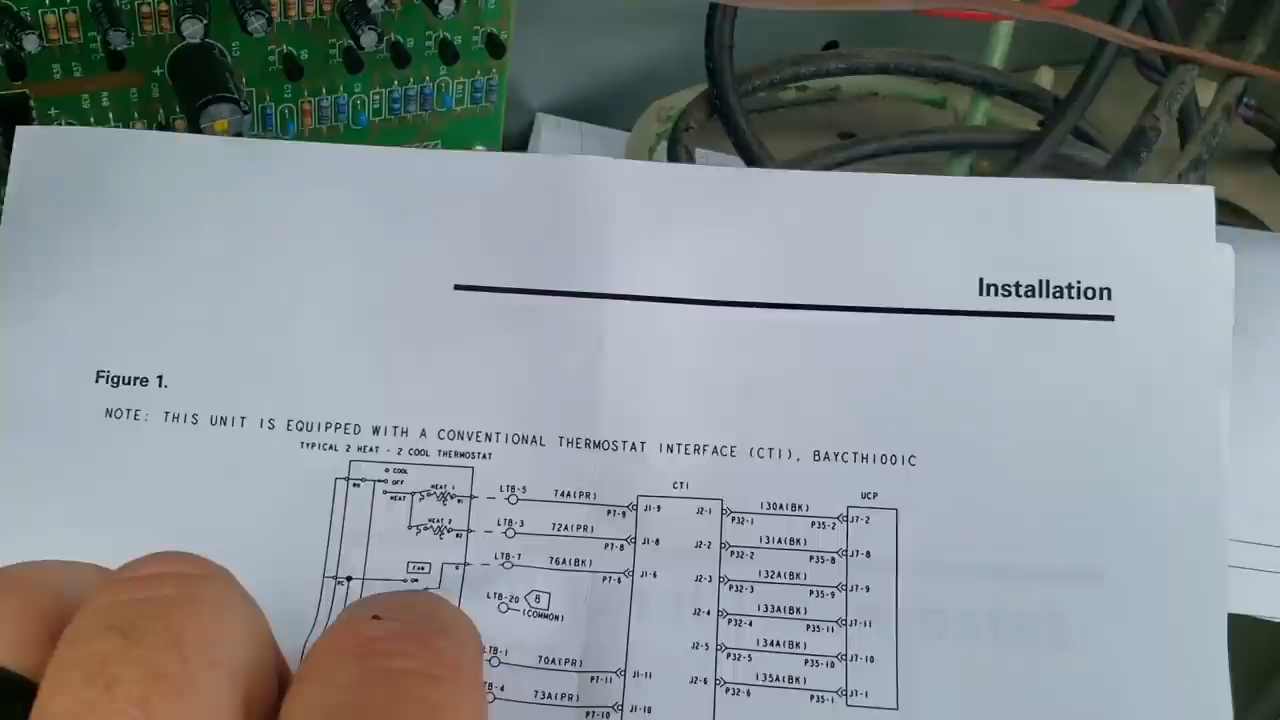 Installation
Figure 1.
NOTE: THIS UNIT IS EQUIPPED WITH A CONVENTIONAL THERMOSTAT INTERFACE (CTI), BAYCTHI001C
TYPICAL 2 HEAT - 2 COOL THERMOSTAT
COOL
OFF
HEAT
HEAT 1
HEAT 2
FAN
ON
CTI
UCP
LTB-5 74A(PR) P7-9 J1-9
LTB-3 72A(PR) P7-8 J1-8
LTB-7 76A(BK) P7-6 J1-6
LTB-20 8
(COMMON)
LTB-1 70A(PR) P7-11 J1-11
73A(PR) P7-10 J1-10
J2-1 P32-1 130A(BK) P35-2 J7-2
J2-2 P32-2 131A(BK) P35-8 J7-8
J2-3 P32-3 132A(BK) P35-9 J7-9
J2-4 P32-4 133A(BK) P35-11 J7-11
J2-5 P32-5 134A(BK) P35-10 J7-10
J2-6 P32-6 135A(BK) P35-1 J7-1